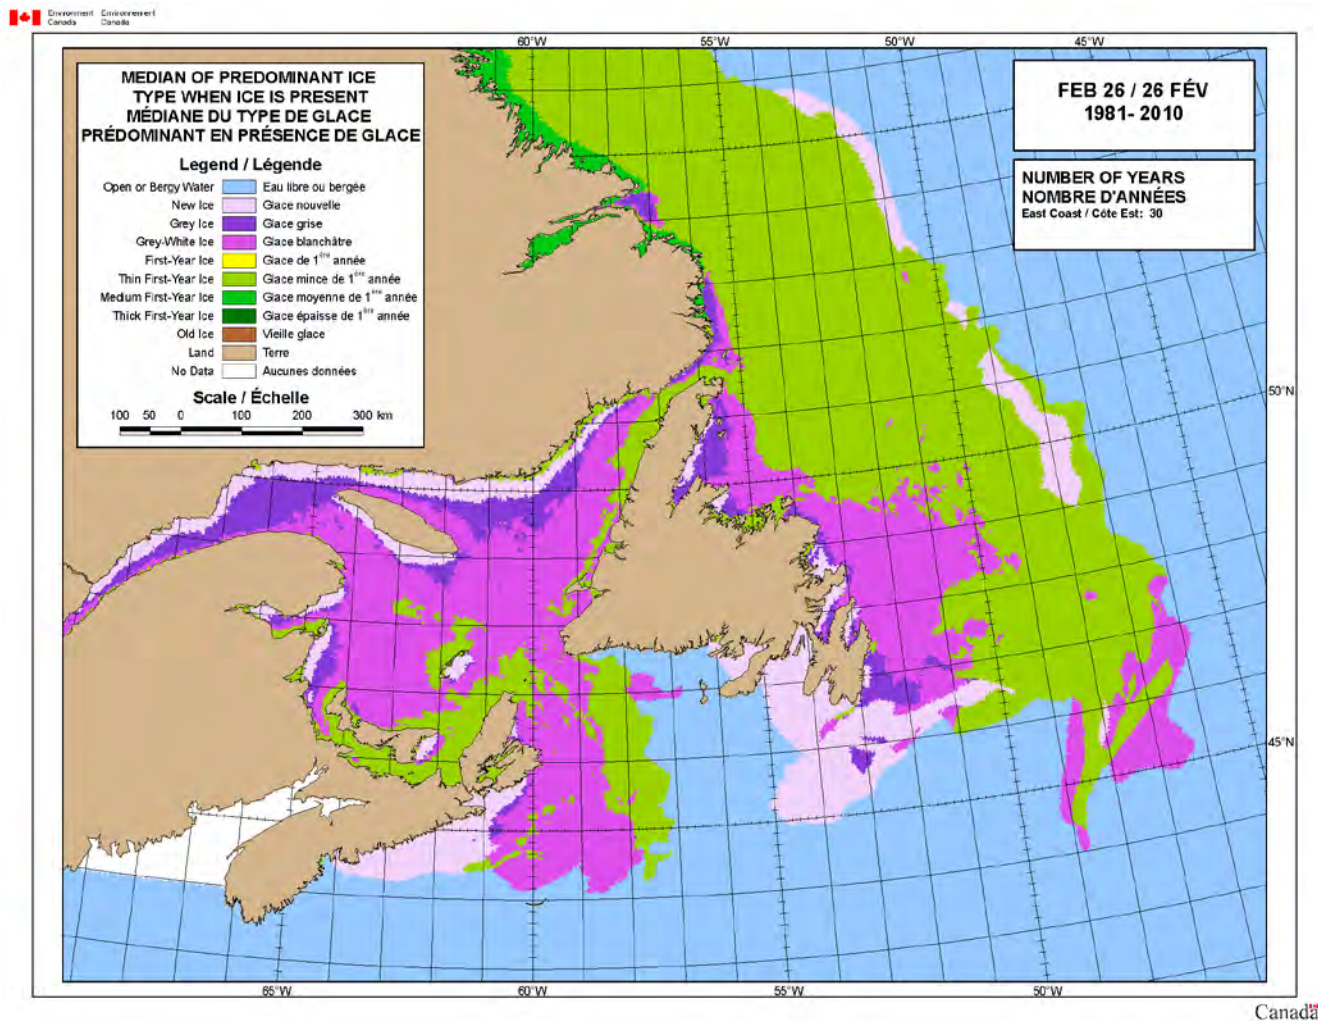 Environment Environnement
Canada Canada
60°W 55°W 50°W 45°W
MEDIAN OF PREDOMINANT ICE
TYPE WHEN ICE IS PRESENT
MÉDIANE DU TYPE DE GLACE
PRÉDOMINANT EN PRÉSENCE DE GLACE
Legend / Légende
Open or Bergy Water Eau libre ou bergée
New Ice Glace nouvelle
Grey Ice Glace grise
Grey-White Ice Glace blanchâtre
First-Year Ice Glace de 1ère année
Thin First-Year Ice Glace mince de 1ère année
Medium First-Year Ice Glace moyenne de 1ère année
Thick First-Year Ice Glace épaisse de 1ère année
Old Ice Vieille glace
Land Terre
No Data Aucunes données
Scale / Échelle
100 50 0 100 200 300 km
FEB 26 / 26 FÉV
1981- 2010
NUMBER OF YEARS
NOMBRE D'ANNÉES
East Coast / Côte Est: 30
50°N
45°N
65°W 60°W 55°W 50°W
Canada